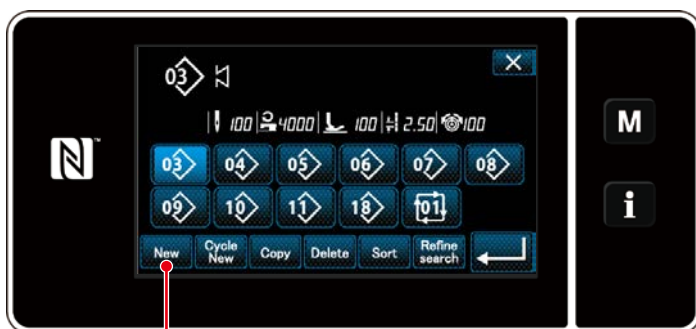 03
100 4000 100 2.50 100
03 04 05 06 07 08
09 10 11 18 01
New Cycle New Copy Delete Sort Refine search
N™
M
i